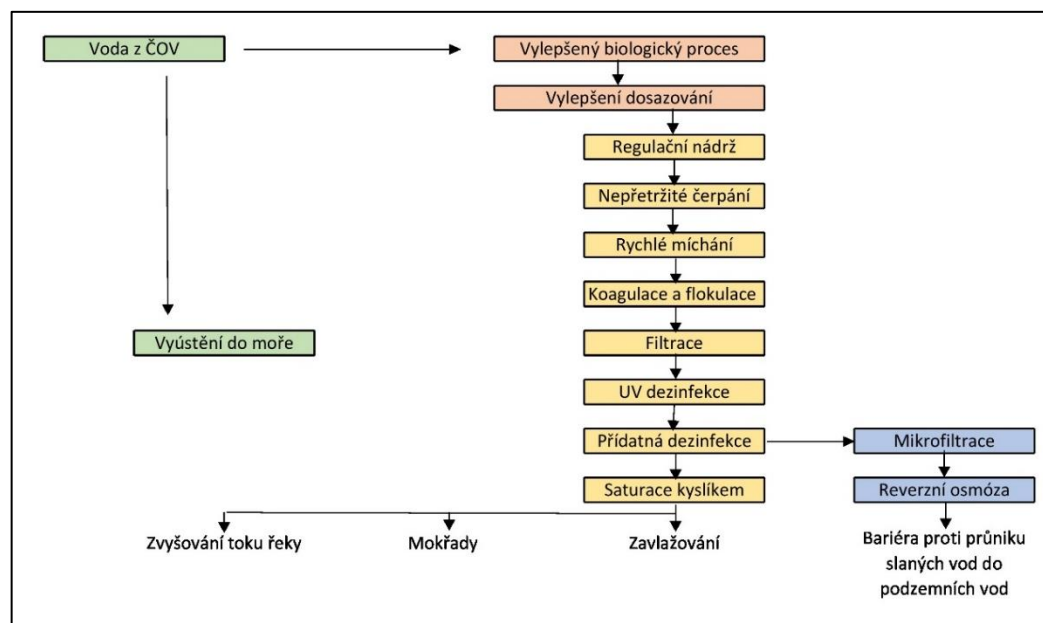 Voda z ČOV
Vylepšený biologický proces
Vylepšení dosazování
Regulační nádrž
Nepřetržité čerpání
Rychlé míchání
Koagulace a flokulace
Vyústění do moře
Filtrace
UV dezinfekce
Přídatná dezinfekce
Mikrofiltrace
Saturace kyslíkem
Reverzní osmóza
Zvyšování toku řeky
Mokřady
Zavlažování
Bariéra proti průniku
slaných vod do
podzemních vod